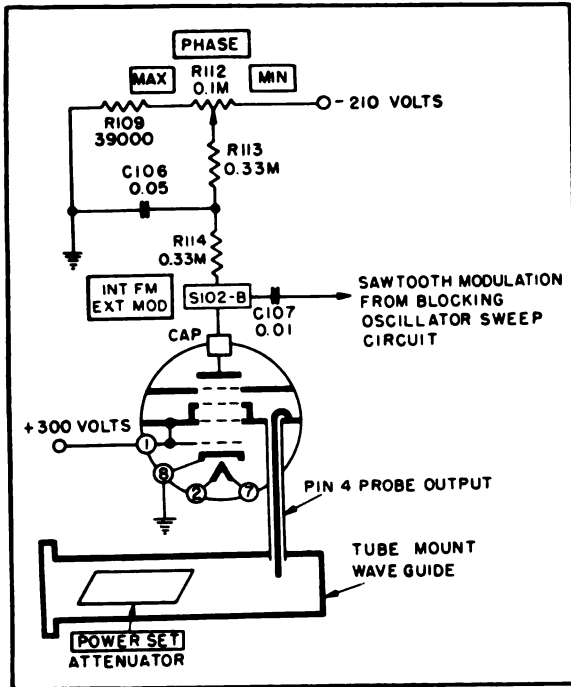 PHASE
MAX
R112
0.1M
MIN
-210 VOLTS
R109
39000
R113
0.33M
C106
0.05
R114
0.33M
INT FM
EXT MOD
S102-B
C107
0.01
SAWTOOTH MODULATION
FROM BLOCKING
OSCILLATOR SWEEP
CIRCUIT
CAP
+300 VOLTS
1
8
2
7
PIN 4 PROBE OUTPUT
TUBE MOUNT
WAVE GUIDE
POWER SET
ATTENUATOR